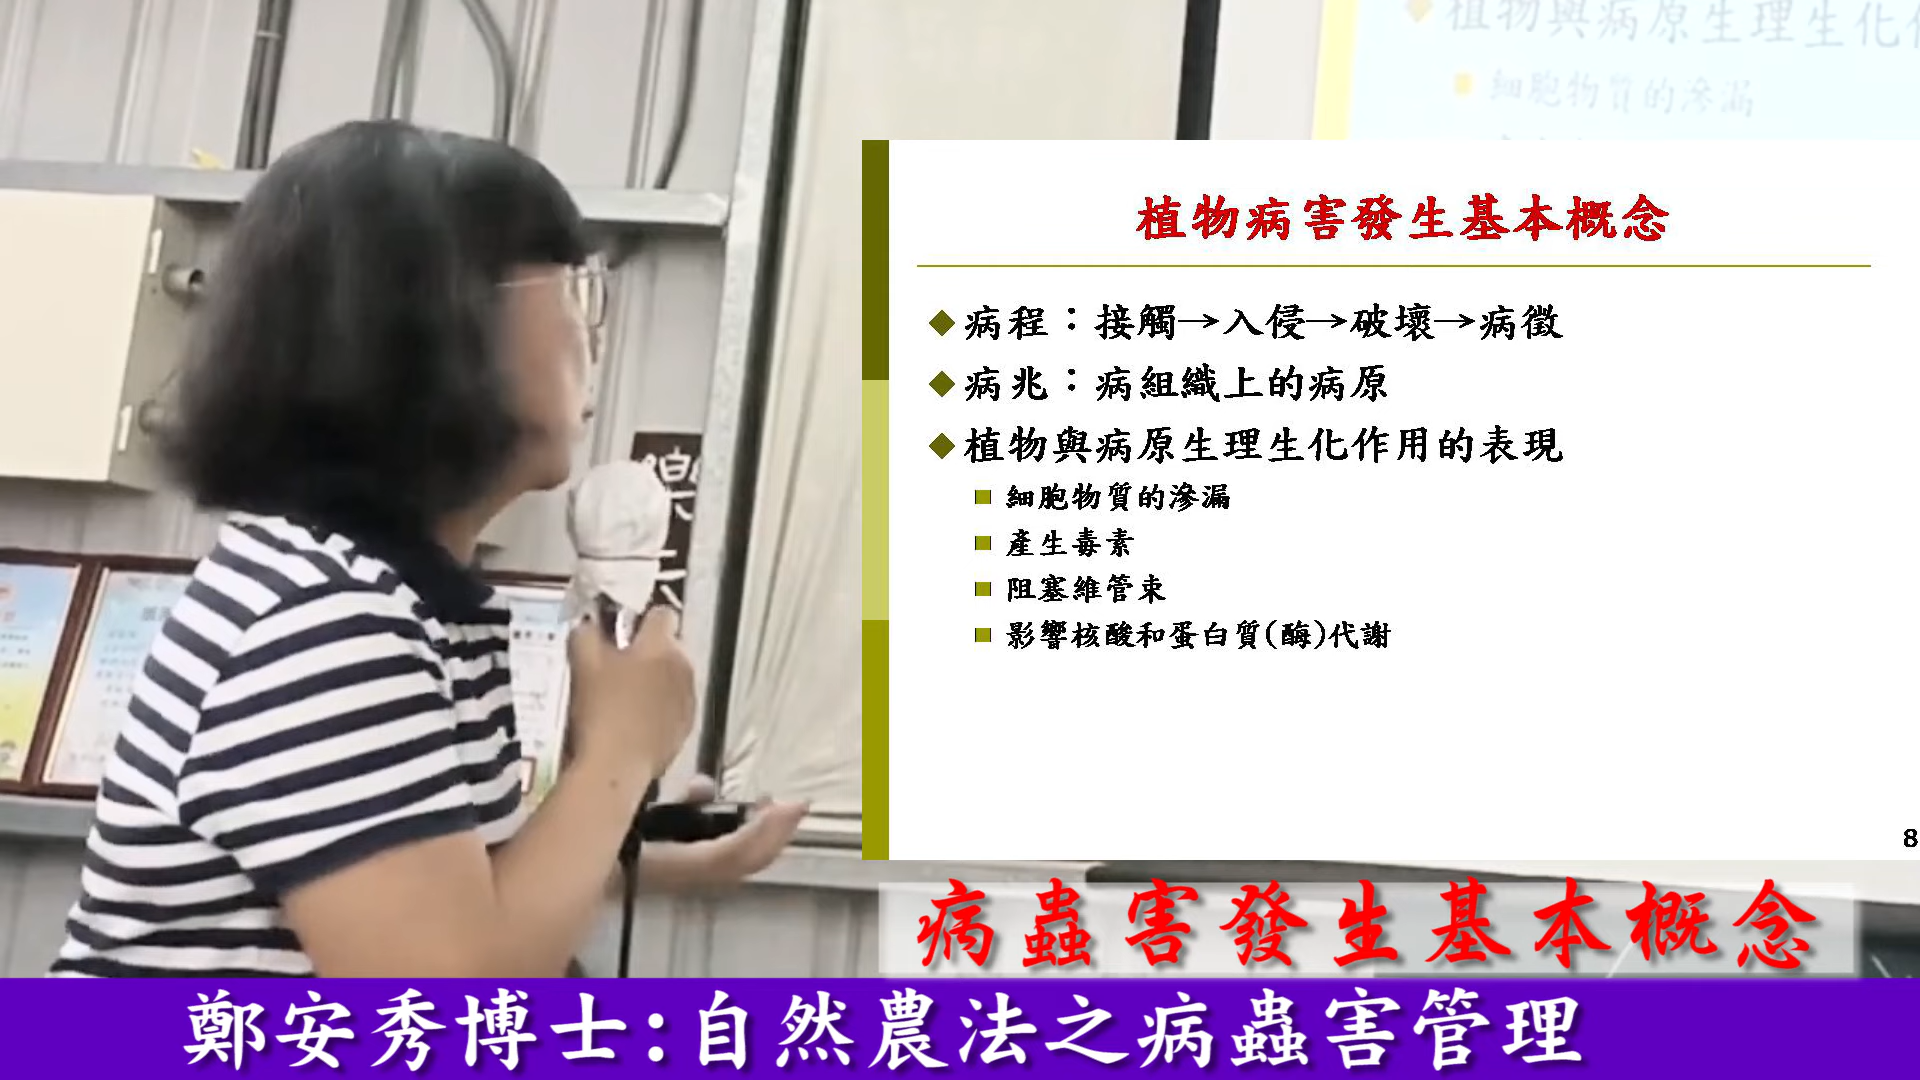 植物與病原生理生化
細胞物質的滲漏
植物病害發生基本概念
病程：接觸→入侵→破壞→病徵
病兆：病組織上的病原
植物與病原生理生化作用的表現
細胞物質的滲漏
產生毒素
阻塞維管束
影響核酸和蛋白質(酶)代謝
8
病蟲害發生基本概念
鄭安秀博士:自然農法之病蟲害管理